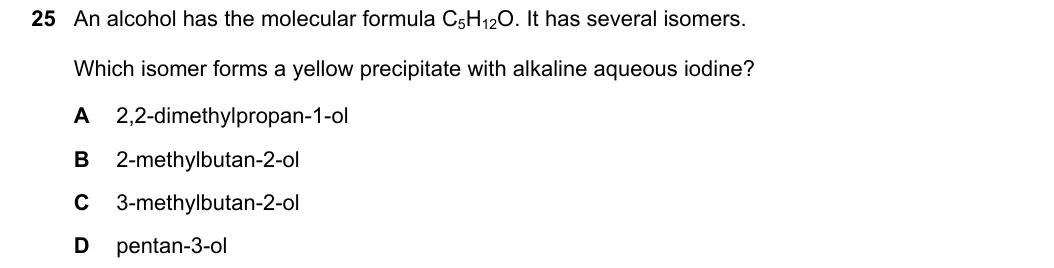 25 An alcohol has the molecular formula C₅H₁₂O. It has several isomers.
Which isomer forms a yellow precipitate with alkaline aqueous iodine?
A 2,2-dimethylpropan-1-ol
B 2-methylbutan-2-ol
C 3-methylbutan-2-ol
D pentan-3-ol